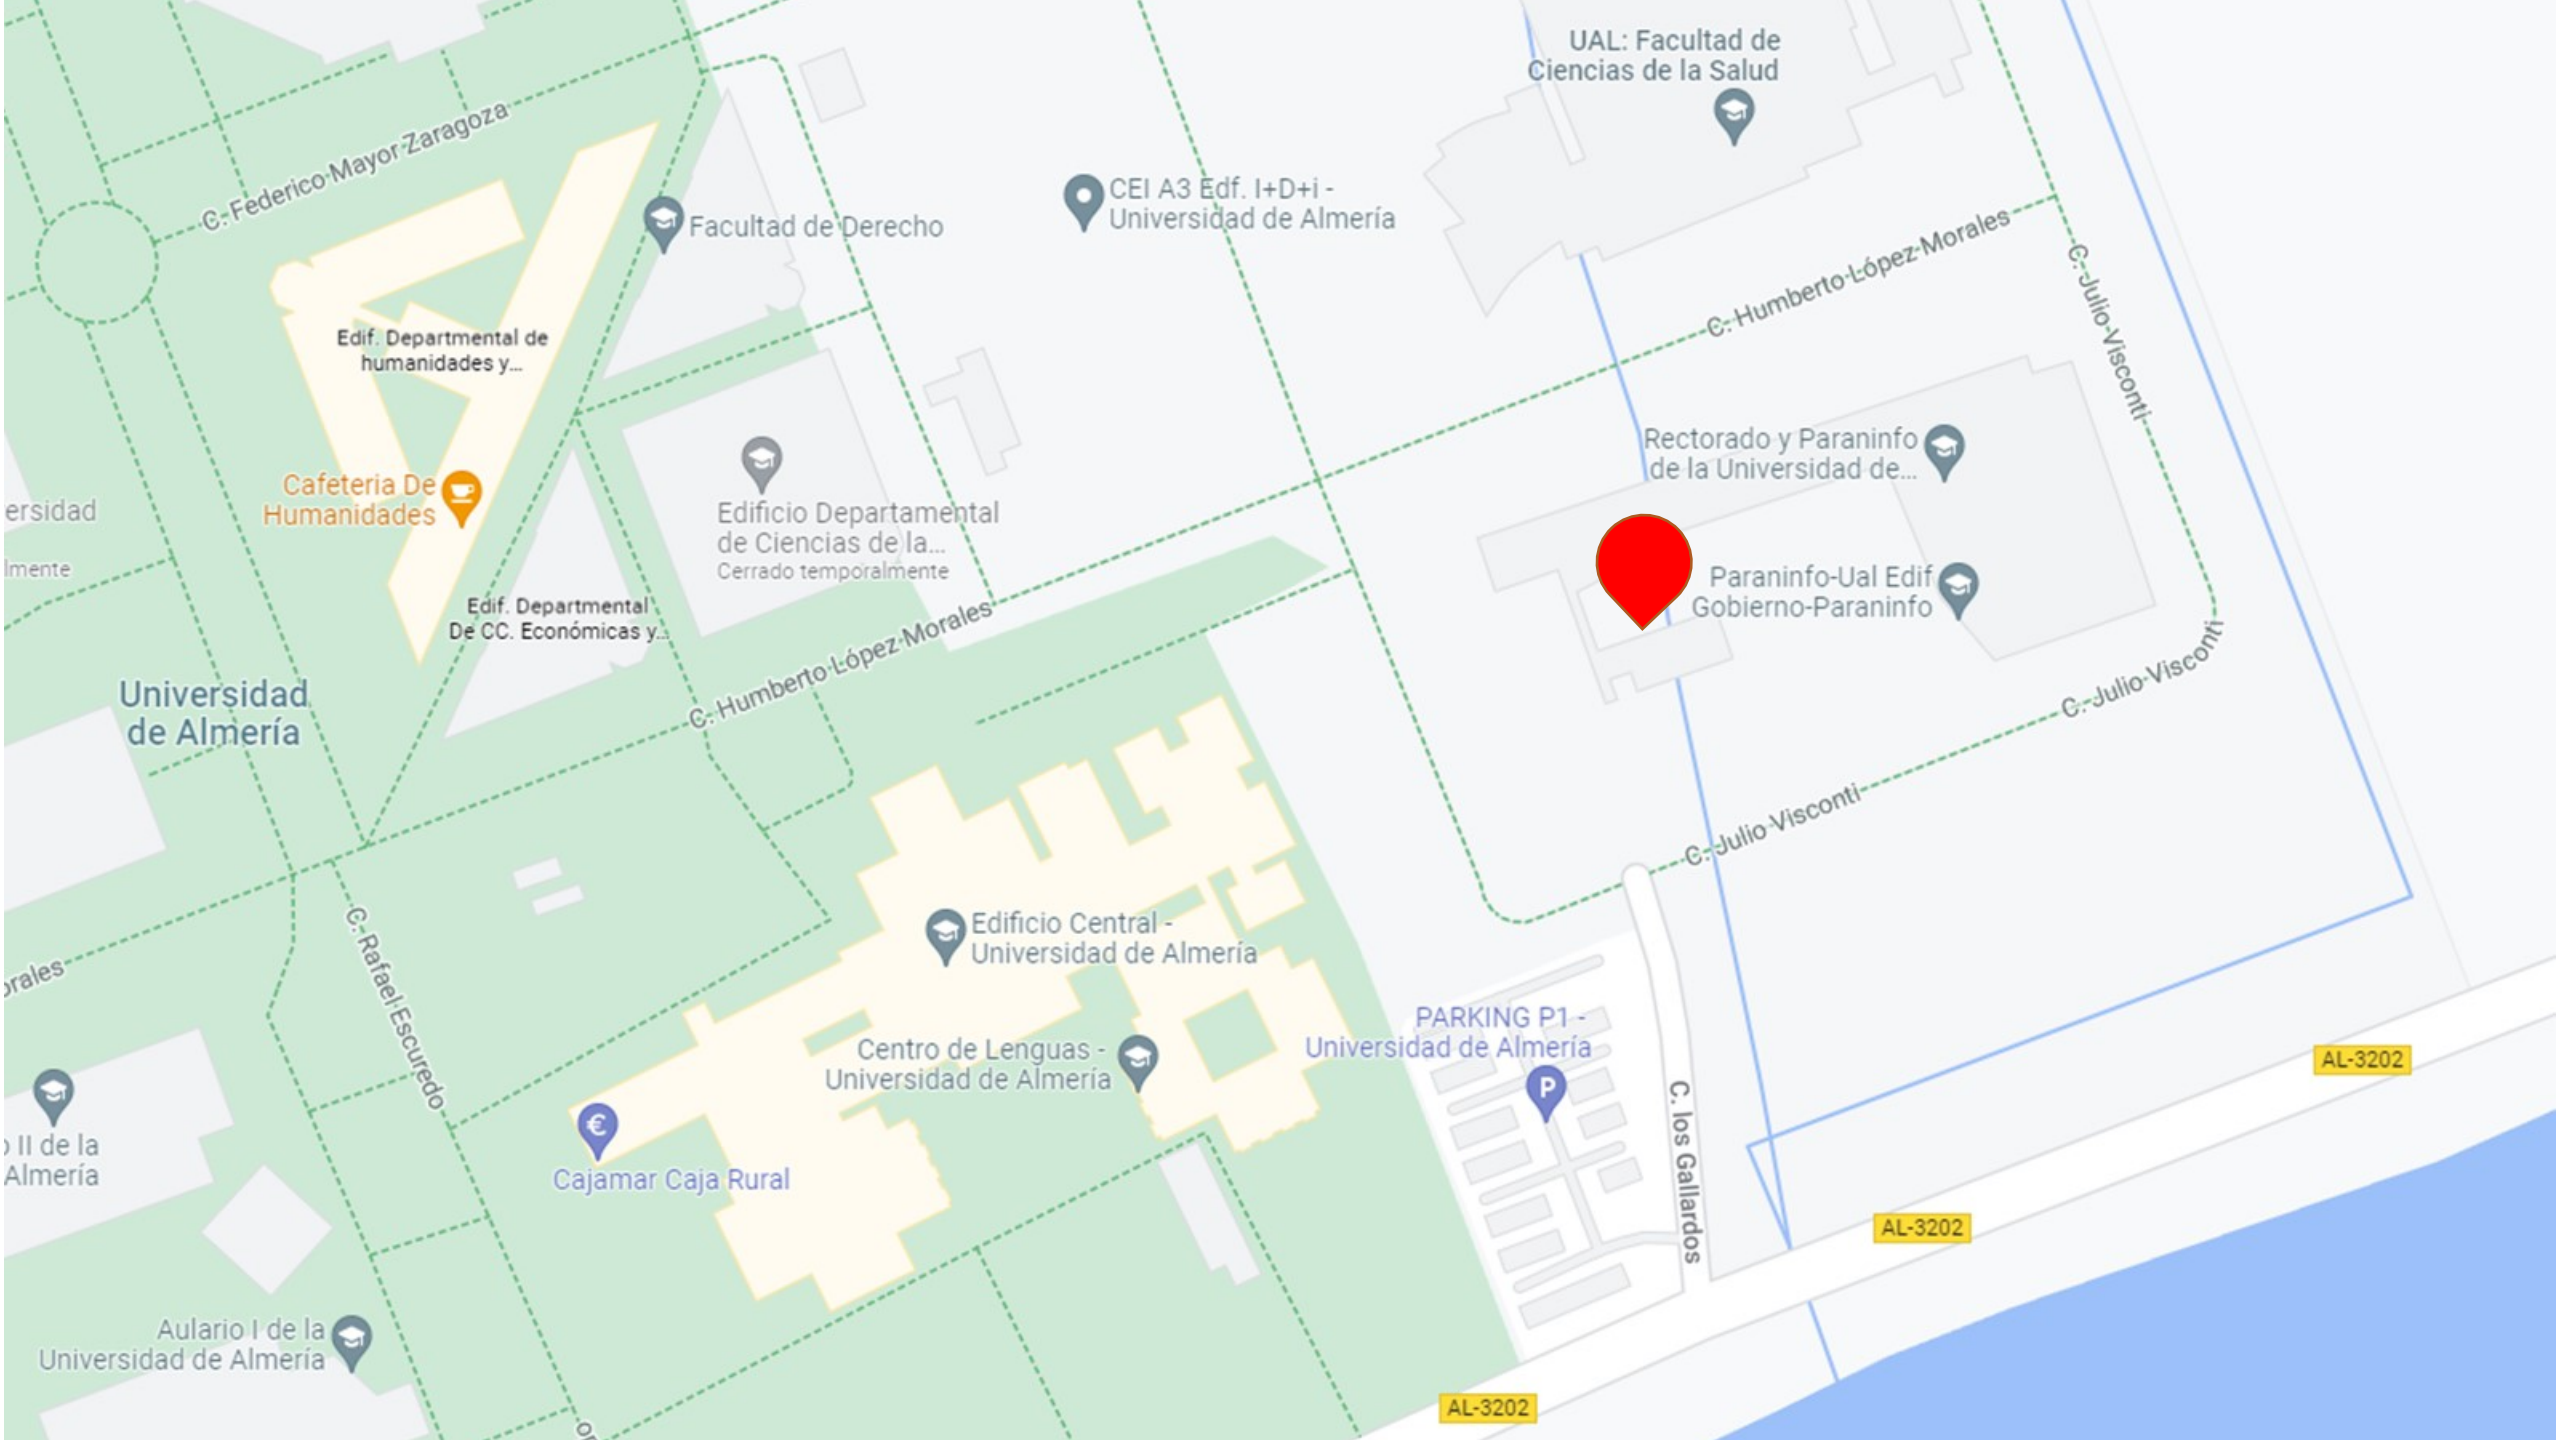 UAL: Facultad de
Ciencias de la Salud
C. Federico Mayor Zaragoza
Facultad de Derecho
CEI A3 Edf. I+D+i -
Universidad de Almería
C. Humberto López Morales
C. Julio Visconti
Edif. Departmental de
humanidades y...
Rectorado y Paraninfo
de la Universidad de...
Cafeteria De
Humanidades
ersidad
lmente
Edificio Departamental
de Ciencias de la...
Cerrado temporalmente
Edif. Departmental
De CC. Económicas y...
Paraninfo-Ual Edif
Gobierno-Paraninfo
C. Humberto López Morales
C. Julio Visconti
Universidad
de Almería
C. Julio Visconti
Edificio Central -
Universidad de Almería
orales
C. Rafael Escuredo
PARKING P1 -
Universidad de Almería
P
Centro de Lenguas -
Universidad de Almería
AL-3202
C. los Gallardos
€
Cajamar Caja Rural
o II de la
Almería
AL-3202
Aulario I de la
Universidad de Almería
AL-3202